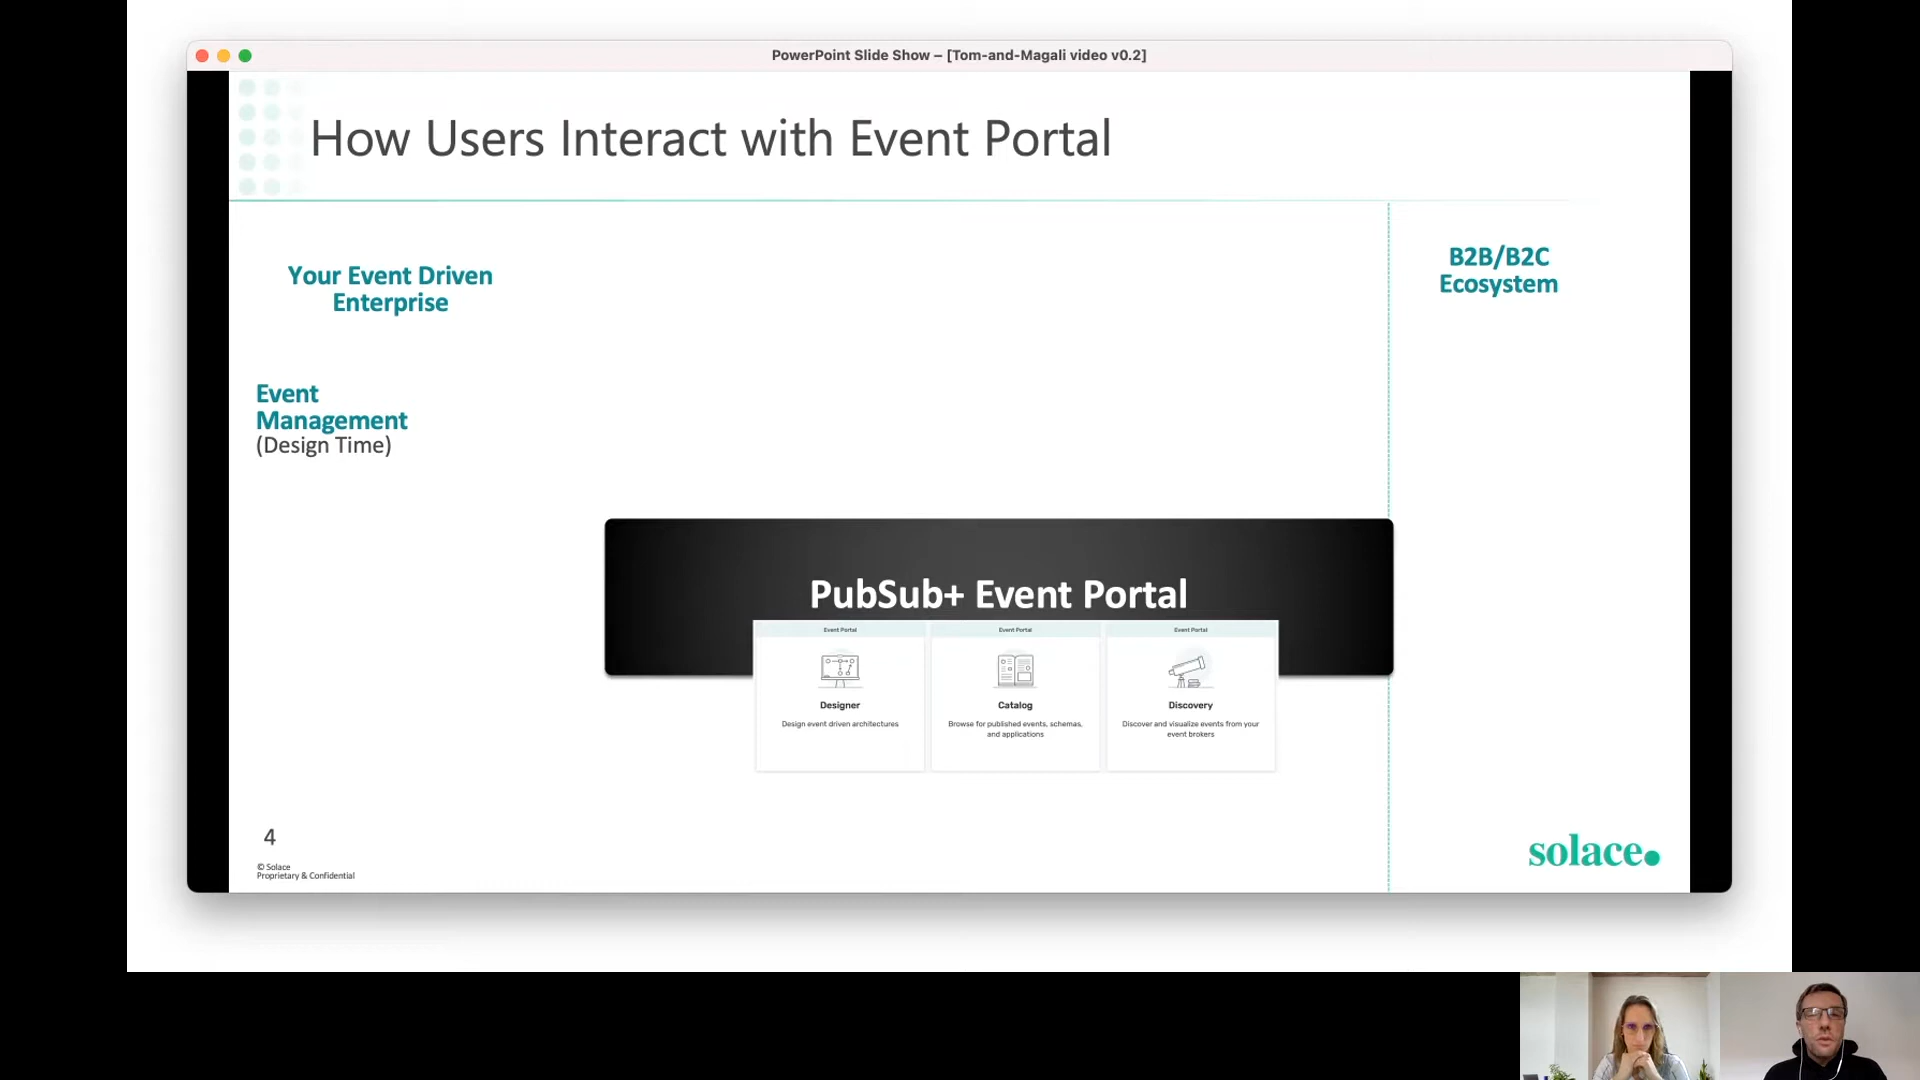 PowerPoint Slide Show – [Tom-and-Magali video v0.2]
How Users Interact with Event Portal
Your Event Driven
Enterprise
B2B/B2C
Ecosystem
Event
Management
(Design Time)
PubSub+ Event Portal
Event Portal
Designer
Design event driven architectures
Event Portal
Catalog
Browse for published events, schemas,
and applications
Event Portal
Discovery
Discover and visualize events from your
event brokers
4
© Solace
Proprietary & Confidential
solace.